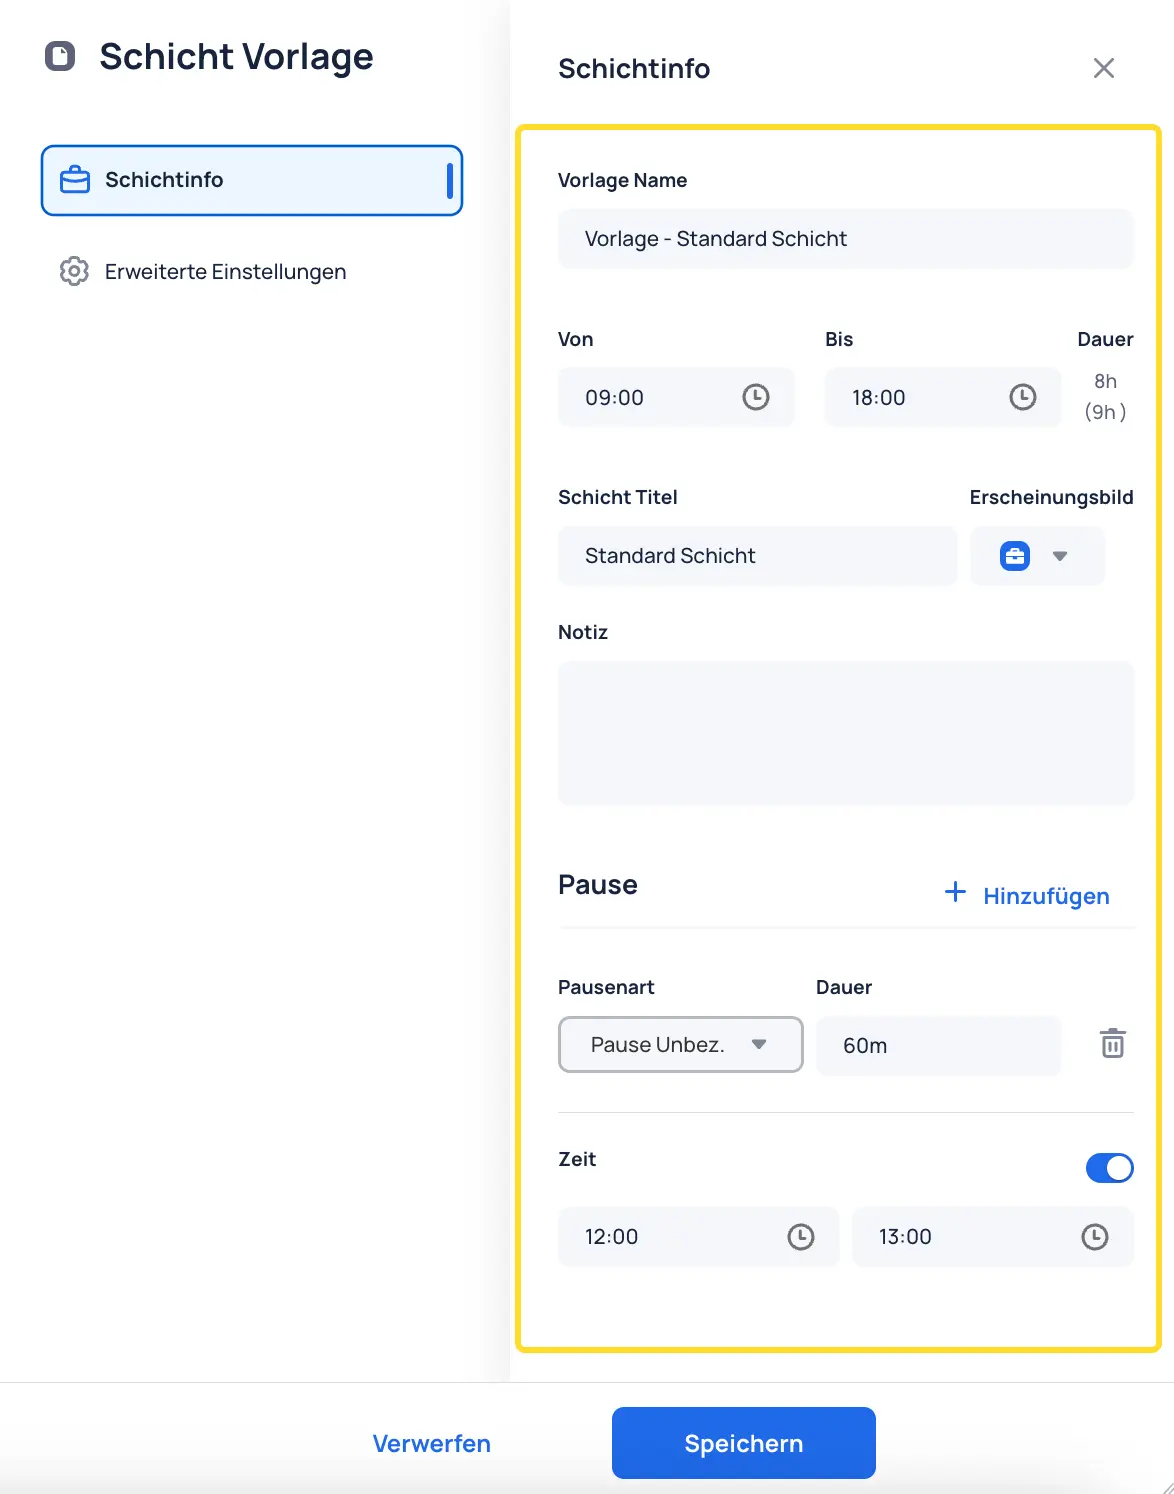 Schicht Vorlage
Schichtinfo
Erweiterte Einstellungen
Schichtinfo
Vorlage Name
Vorlage - Standard Schicht
Von Bis Dauer
09:00 18:00 8h
(9h )
Schicht Titel Erscheinungsbild
Standard Schicht
Notiz
Pause + Hinzufügen
Pausenart Dauer
Pause Unbez. 60m
Zeit
12:00 13:00
Verwerfen Speichern